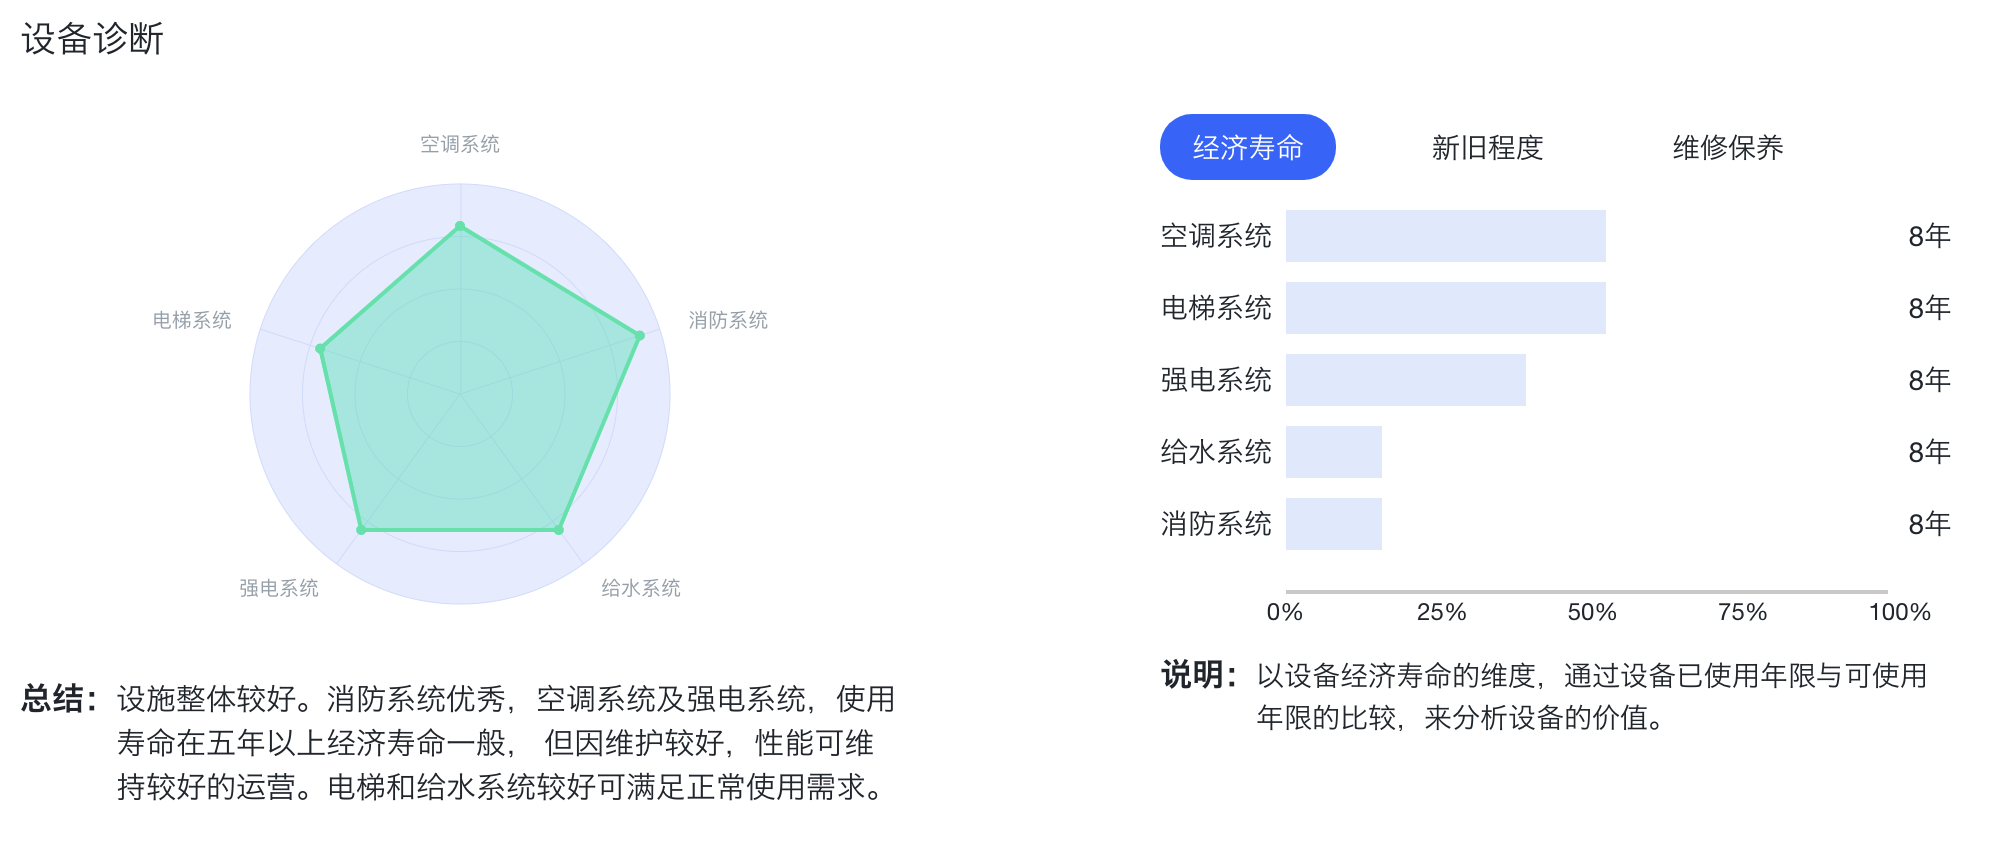 设备诊断
空调系统
电梯系统
消防系统
强电系统
给水系统
总结：设施整体较好。消防系统优秀，空调系统及强电系统，使用
寿命在五年以上经济寿命一般， 但因维护较好，性能可维
持较好的运营。电梯和给水系统较好可满足正常使用需求。
经济寿命 新旧程度 维修保养
空调系统 8年
电梯系统 8年
强电系统 8年
给水系统 8年
消防系统 8年
0% 25% 50% 75% 100%
说明：以设备经济寿命的维度，通过设备已使用年限与可使用
年限的比较，来分析设备的价值。